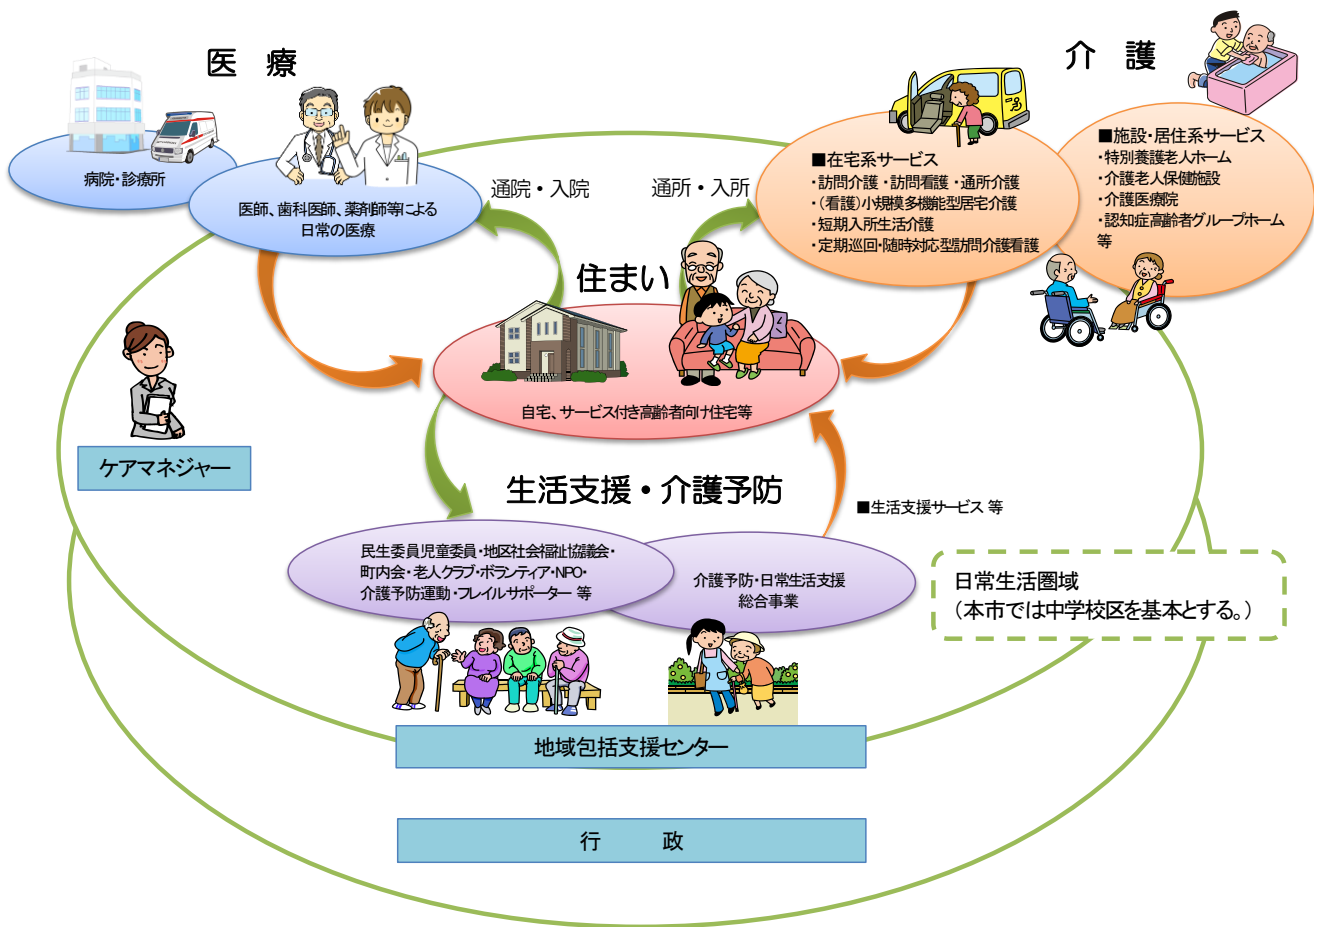 医　療
介　護
病院・診療所
医師、歯科医師、薬剤師等による
日常の医療
通院・入院
通所・入所
■在宅系サービス
・訪問介護・訪問看護・通所介護
・(看護)小規模多機能型居宅介護
・短期入所生活介護
・定期巡回・随時対応型訪問介護看護
■施設・居住系サービス
・特別養護老人ホーム
・介護老人保健施設
・介護医療院
・認知症高齢者グループホーム
等
住まい
自宅、サービス付き高齢者向け住宅等
ケアマネジャー
生活支援・介護予防
■生活支援サービス 等
民生委員児童委員・地区社会福祉協議会・
町内会・老人クラブ・ボランティア・NPO・
介護予防運動・フレイルサポーター 等
介護予防・日常生活支援
総合事業
日常生活圏域
（本市では中学校区を基本とする。）
地域包括支援センター
行　　政